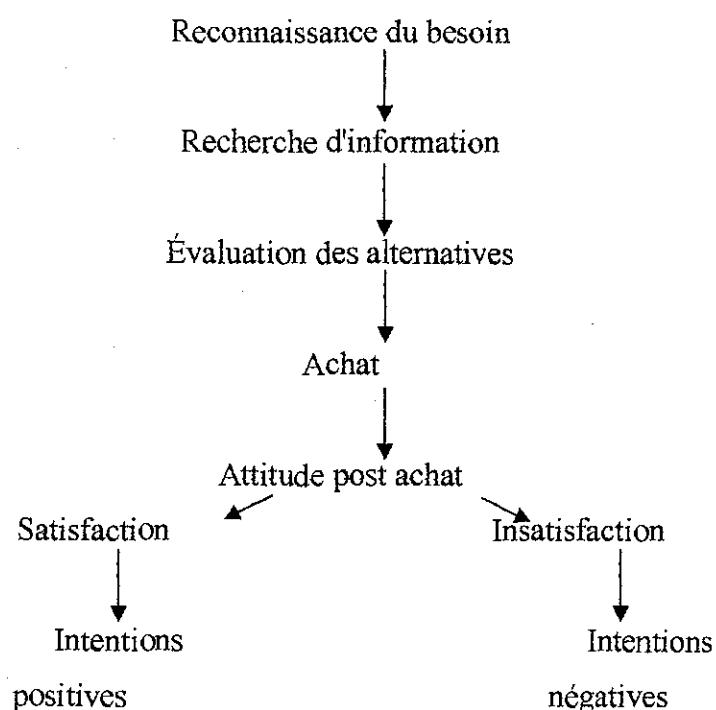 Reconnaissance du besoin
Recherche d'information
Évaluation des alternatives
Achat
Attitude post achat
Satisfaction
Insatisfaction
Intentions
Intentions
positives
négatives